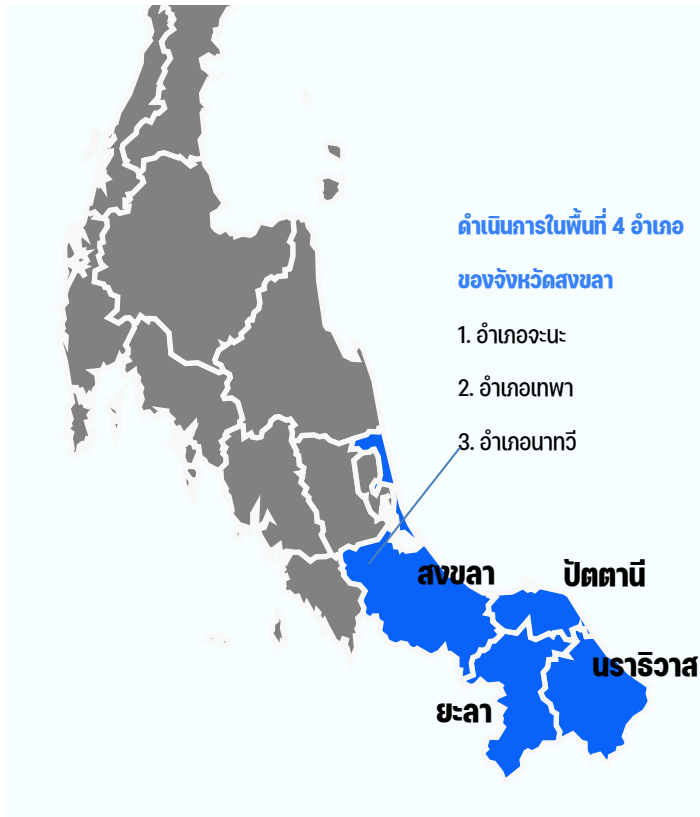 ดำเนินการในพื้นที่ 4 อำเภอ
ของจังหวัดสงขลา
1. อำเภอจะนะ
2. อำเภอเทพา
3. อำเภอนาทวี
สงขลา
ปัตตานี
นราธิวาส
ยะลา